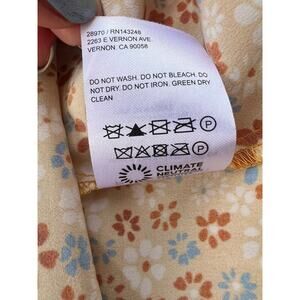 28970 / RN143248
2263 E VERNON AVE
VERNON, CA 90058
DO NOT WASH. DO NOT BLEACH. DO
NOT DRY. DO NOT IRON. GREEN DRY
CLEAN
P
P
CLIMATE
NEUTRAL